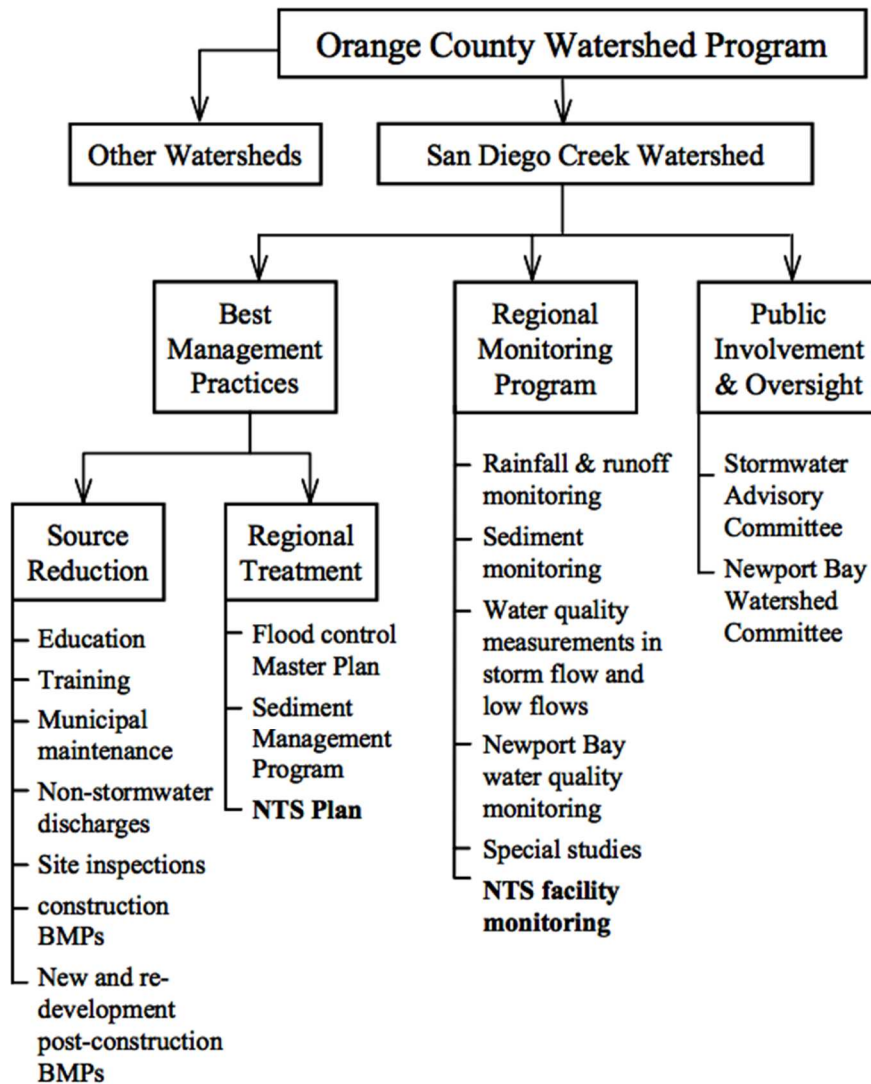 Orange County Watershed Program
Other Watersheds
San Diego Creek Watershed
Best
Management
Practices
Regional
Monitoring
Program
Public
Involvement
& Oversight
Source
Reduction
Regional
Treatment
Education
Training
Municipal
maintenance
Non-stormwater
discharges
Site inspections
construction
BMPs
New and re-
development
post-construction
BMPs
Flood control
Master Plan
Sediment
Management
Program
NTS Plan
Rainfall & runoff
monitoring
Sediment
monitoring
Water quality
measurements in
storm flow and
low flows
Newport Bay
water quality
monitoring
Special studies
NTS facility
monitoring
Stormwater
Advisory
Committee
Newport Bay
Watershed
Committee